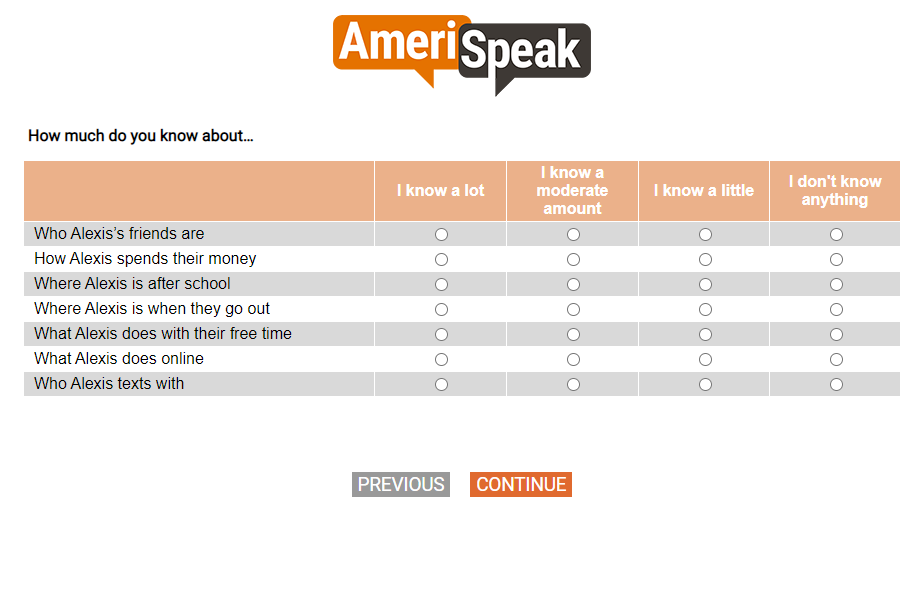 AmeriSpeak
How much do you know about...
I know a lot
I know a
moderate
amount
I know a little
I don't know
anything
Who Alexis’s friends are
How Alexis spends their money
Where Alexis is after school
Where Alexis is when they go out
What Alexis does with their free time
What Alexis does online
Who Alexis texts with
PREVIOUS CONTINUE